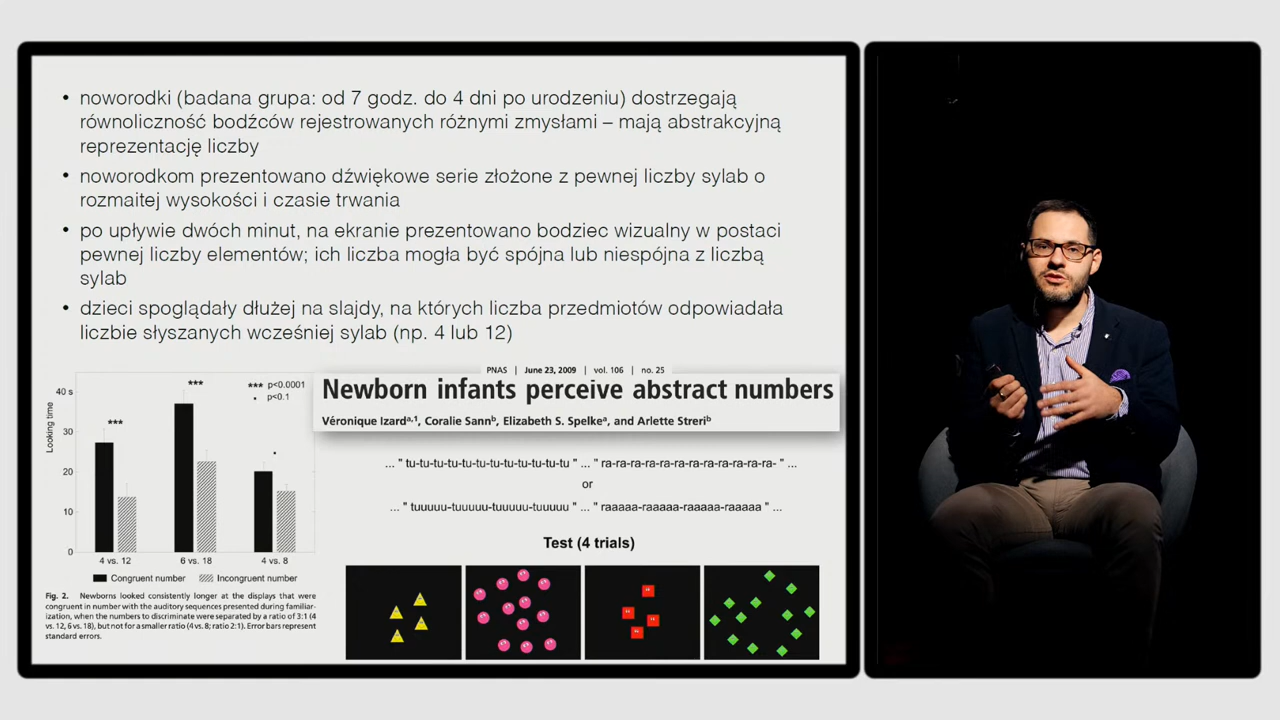 • noworodki (badana grupa: od 7 godz. do 4 dni po urodzeniu) dostrzegają
równoliczność bodźców rejestrowanych różnymi zmysłami – mają abstrakcyjną
reprezentację liczby
• noworodkom prezentowano dźwiękowe serie złożone z pewnej liczby sylab o
rozmaitej wysokości i czasie trwania
• po upływie dwóch minut, na ekranie prezentowano bodziec wizualny w postaci
pewnej liczby elementów; ich liczba mogła być spójna lub niespójna z liczbą
sylab
• dzieci spoglądały dłużej na slajdy, na których liczba przedmiotów odpowiadała
liczbie słyszanych wcześniej sylab (np. 4 lub 12)
Looking time
40 s
30
20
10
0
***
***
•
*** p<0.0001
• p<0.1
4 vs. 12
6 vs. 18
4 vs. 8
Congruent number
Incongruent number
Fig. 2. Newborns looked consistently longer at the displays that were
congruent in number with the auditory sequences presented during familiar-
ization, when the numbers to discriminate were separated by a ratio of 3:1 (4
vs. 12, 6 vs. 18), but not for a smaller ratio (4 vs. 8; ratio 2:1). Error bars represent
standard errors.
PNAS | June 23, 2009 | vol. 106 | no. 25
Newborn infants perceive abstract numbers
Véronique Izardᵃ,¹, Coralie Sannᵇ, Elizabeth S. Spelkeᵃ, and Arlette Streriᵇ
... " tu-tu-tu-tu-tu-tu-tu-tu-tu-tu-tu-tu " ... " ra-ra-ra-ra-ra-ra-ra-ra-ra-ra-ra-ra- " ...
or
... " tuuuuu-tuuuuu-tuuuuu-tuuuuu " ... " raaaaa-raaaaa-raaaaa-raaaaa " ...
Test (4 trials)